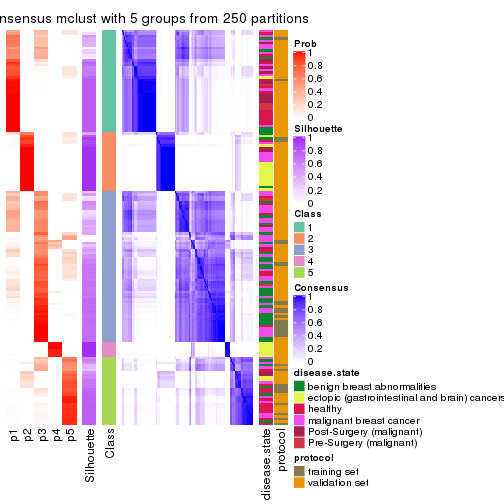 nsensus mclust with 5 groups from 250 partitions
Prob
1
0.8
0.6
0.4
0.2
0
Silhouette
1
0.8
0.6
0.4
0.2
0
Class
1
2
3
4
5
Consensus
1
0.8
0.6
0.4
0.2
0
disease.state
benign breast abnormalities
ectopic (gastrointestinal and brain) cancers
healthy
malignant breast cancer
Post-Surgery (malignant)
Pre-Surgery (malignant)
protocol
training set
validation set
p1
p2
p3
p4
p5
Silhouette
Class
disease.state
protocol